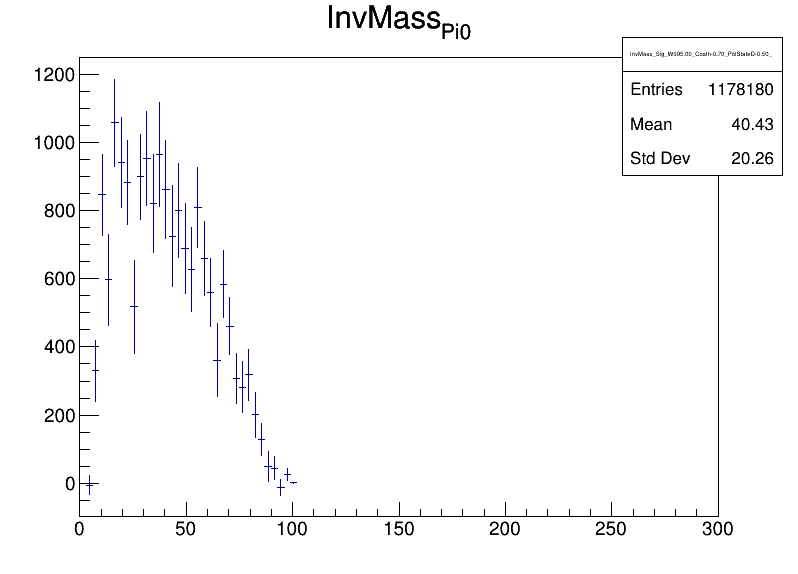 InvMass_Pi0
InvMass_Sig_W995.00_Costh-0.70_PolStateD-0.50_
Entries 1178180
Mean 40.43
Std Dev 20.26
1200
1000
800
600
400
200
0
0 50 100 150 200 250 300